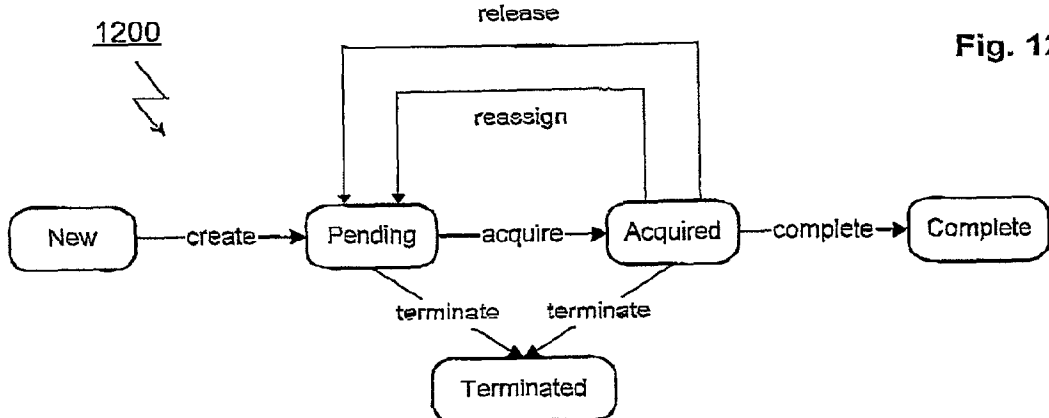 release
1200
Fig. 12
reassign
New
create
Pending
acquire
Acquired
complete
Complete
terminate
terminate
Terminated